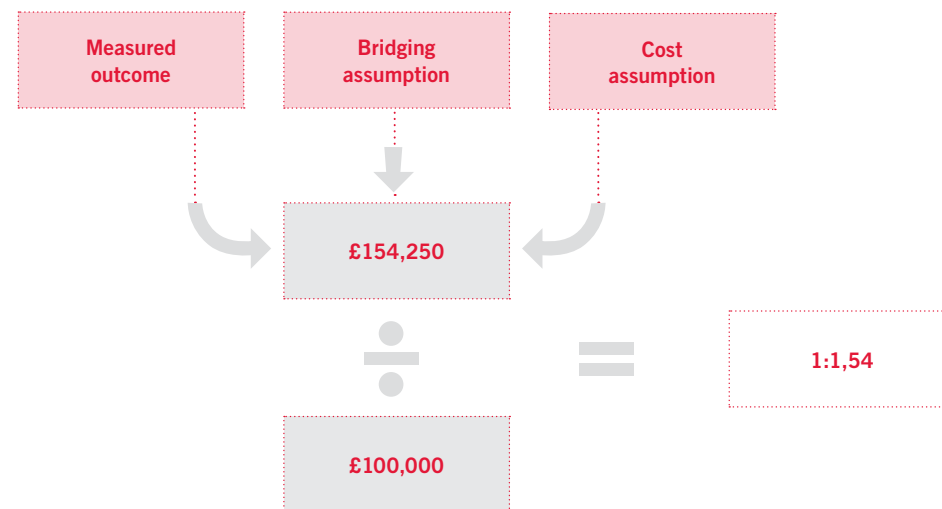 Measured
outcome
Bridging
assumption
Cost
assumption
£154,250
1:1,54
£100,000